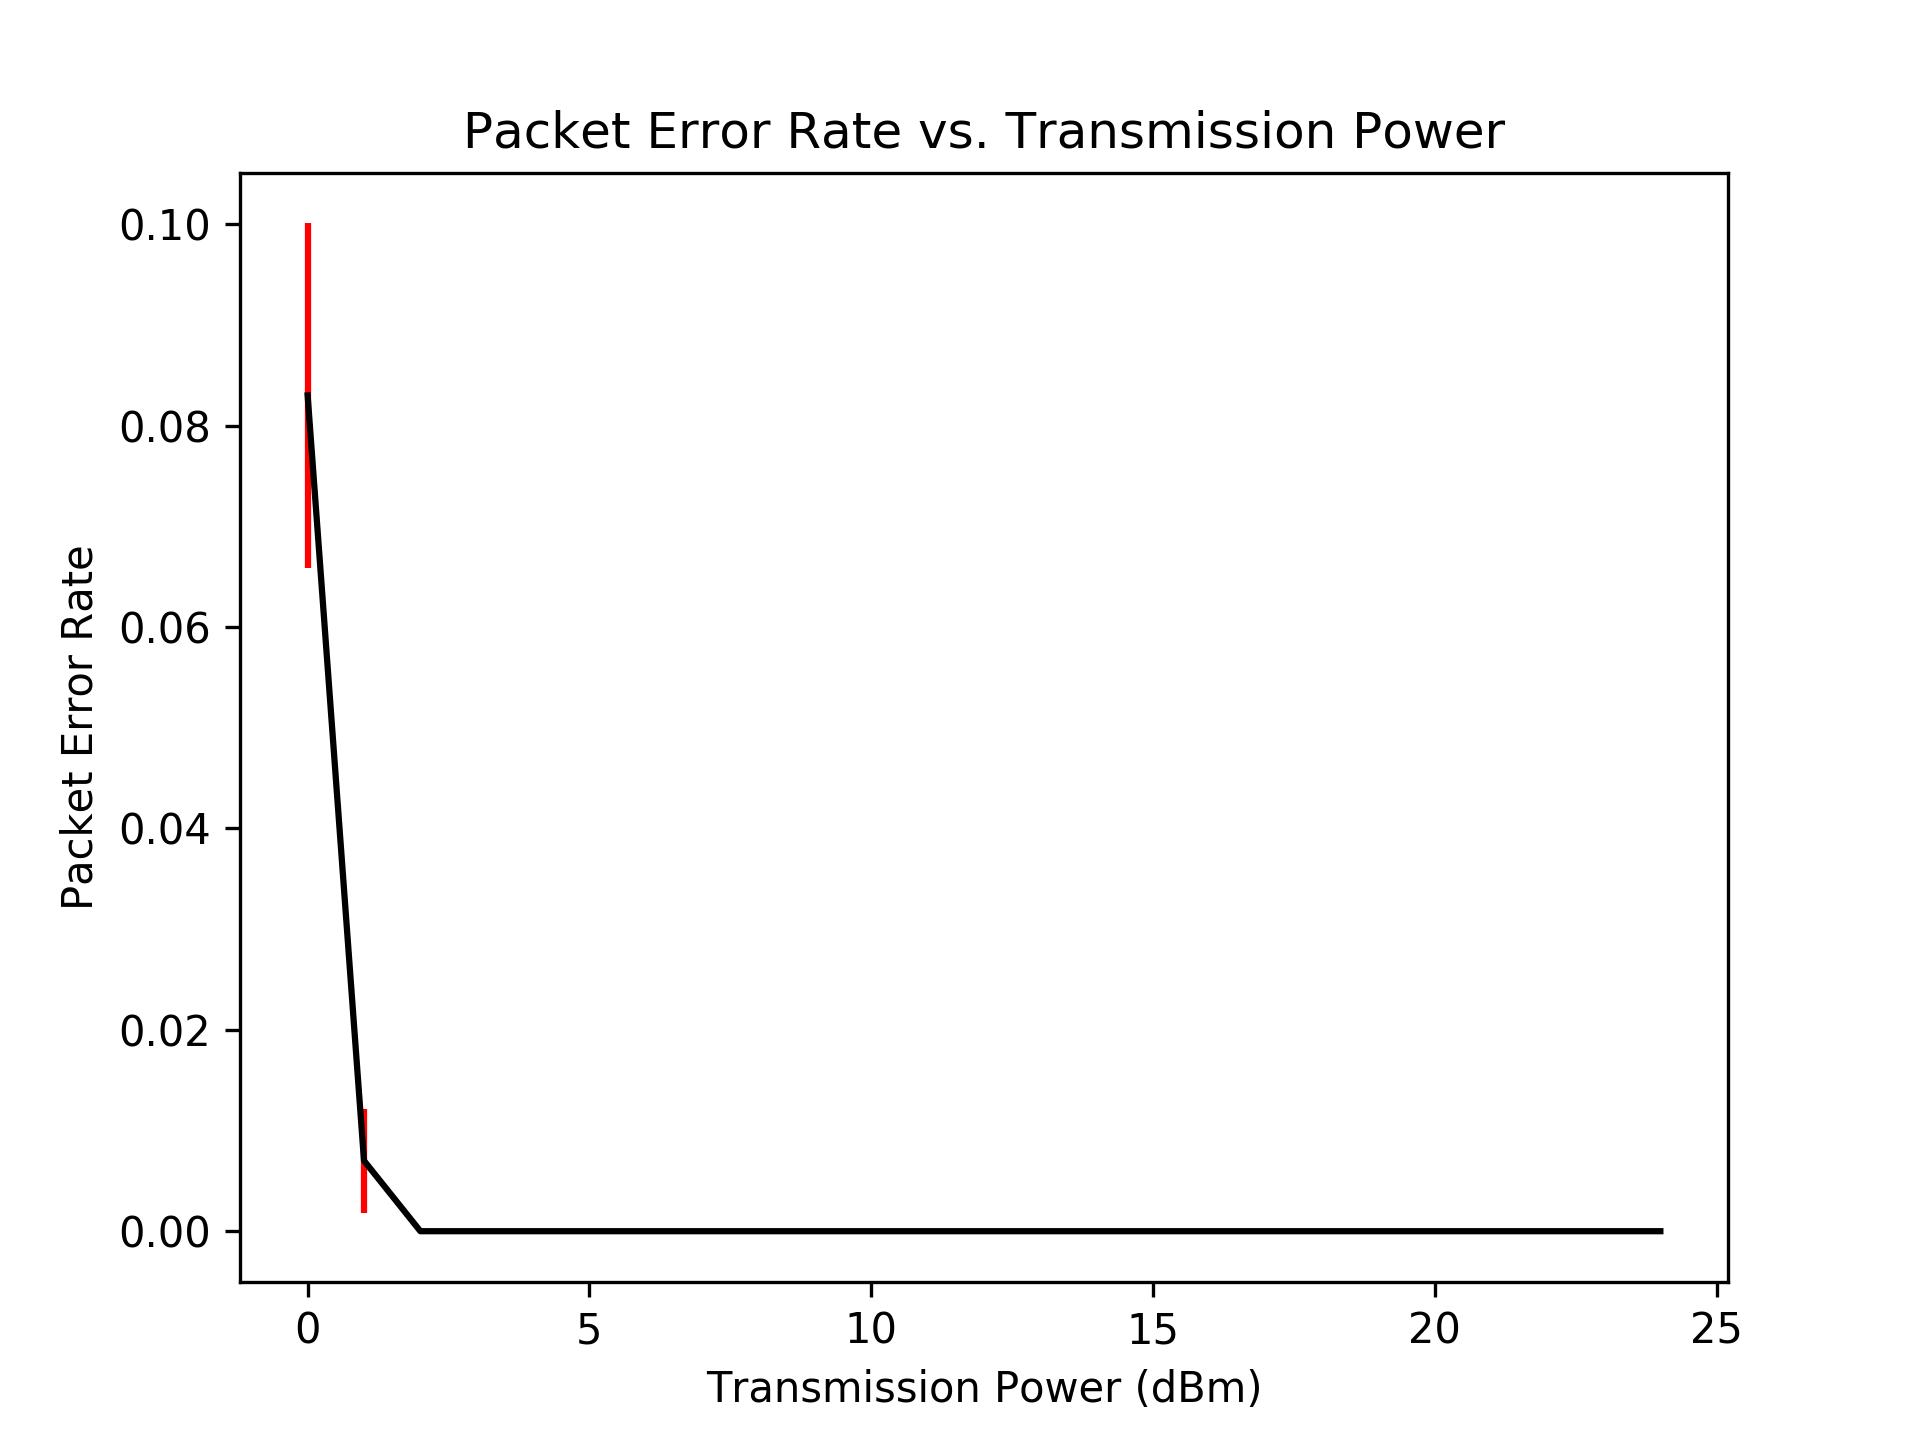 Packet Error Rate vs. Transmission Power
0.10
0.08
0.06
0.04
0.02
0.00
Packet Error Rate
0 5 10 15 20 25
Transmission Power (dBm)